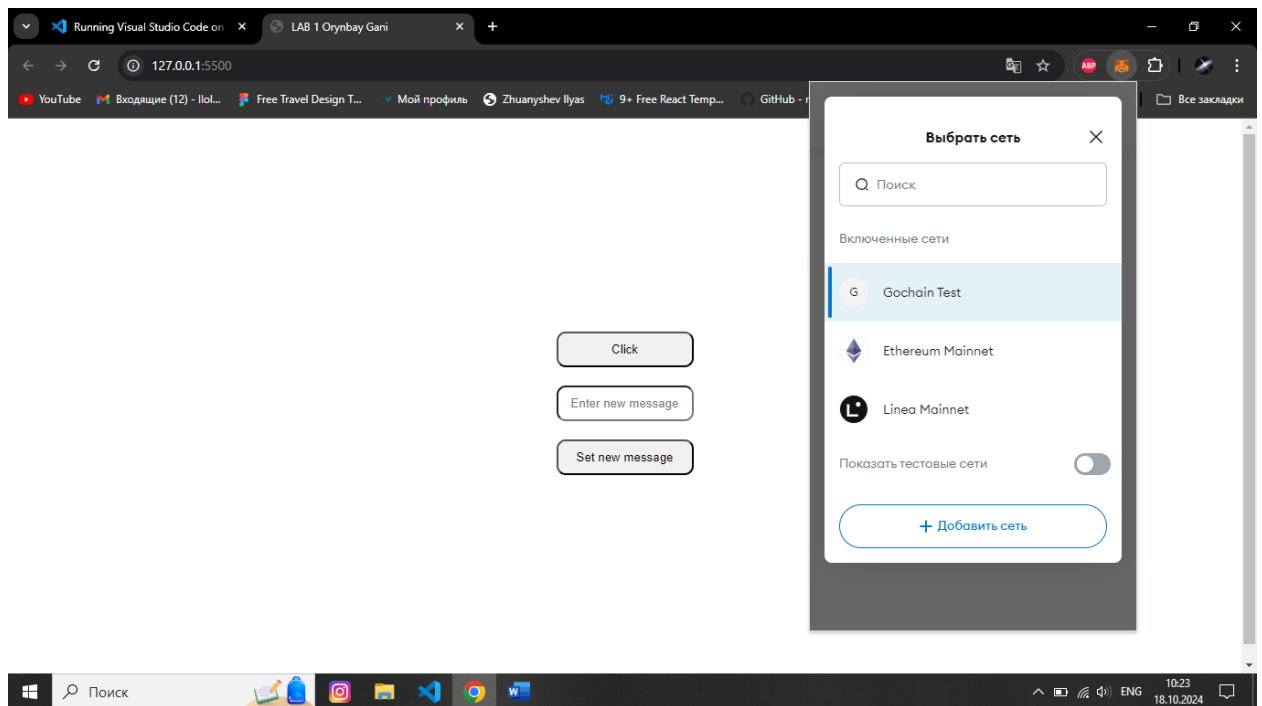 Running Visual Studio Code on
LAB 1 Orynbay Gani
127.0.0.1:5500
ABP
YouTube
Входящие (12) - llol...
Free Travel Design T...
Мой профиль
Zhuanyshev Ilyas
9+ Free React Temp...
GitHub - r
Все закладки
Выбрать сеть
Поиск
Включенные сети
G Gochain Test
Ethereum Mainnet
Linea Mainnet
Показать тестовые сети
+ Добавить сеть
Click
Enter new message
Set new message
Поиск
ENG
10:23
18.10.2024